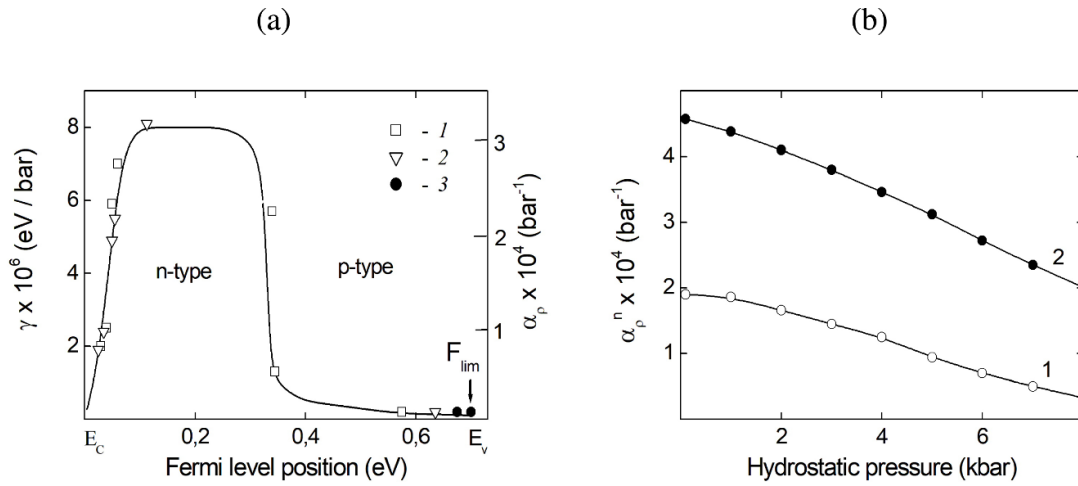 (a)
(b)
8
6
4
2
γ x 10⁶ (eV / bar)
- 1
- 2
- 3
n-type
p-type
F_lim
3
2
1
α_ρ x 10⁴ (bar⁻¹)
E_C
0,2
0,4
0,6
E_v
Fermi level position (eV)
4
3
2
1
α_ρⁿ x 10⁴ (bar⁻¹)
2
1
2
4
6
Hydrostatic pressure (kbar)